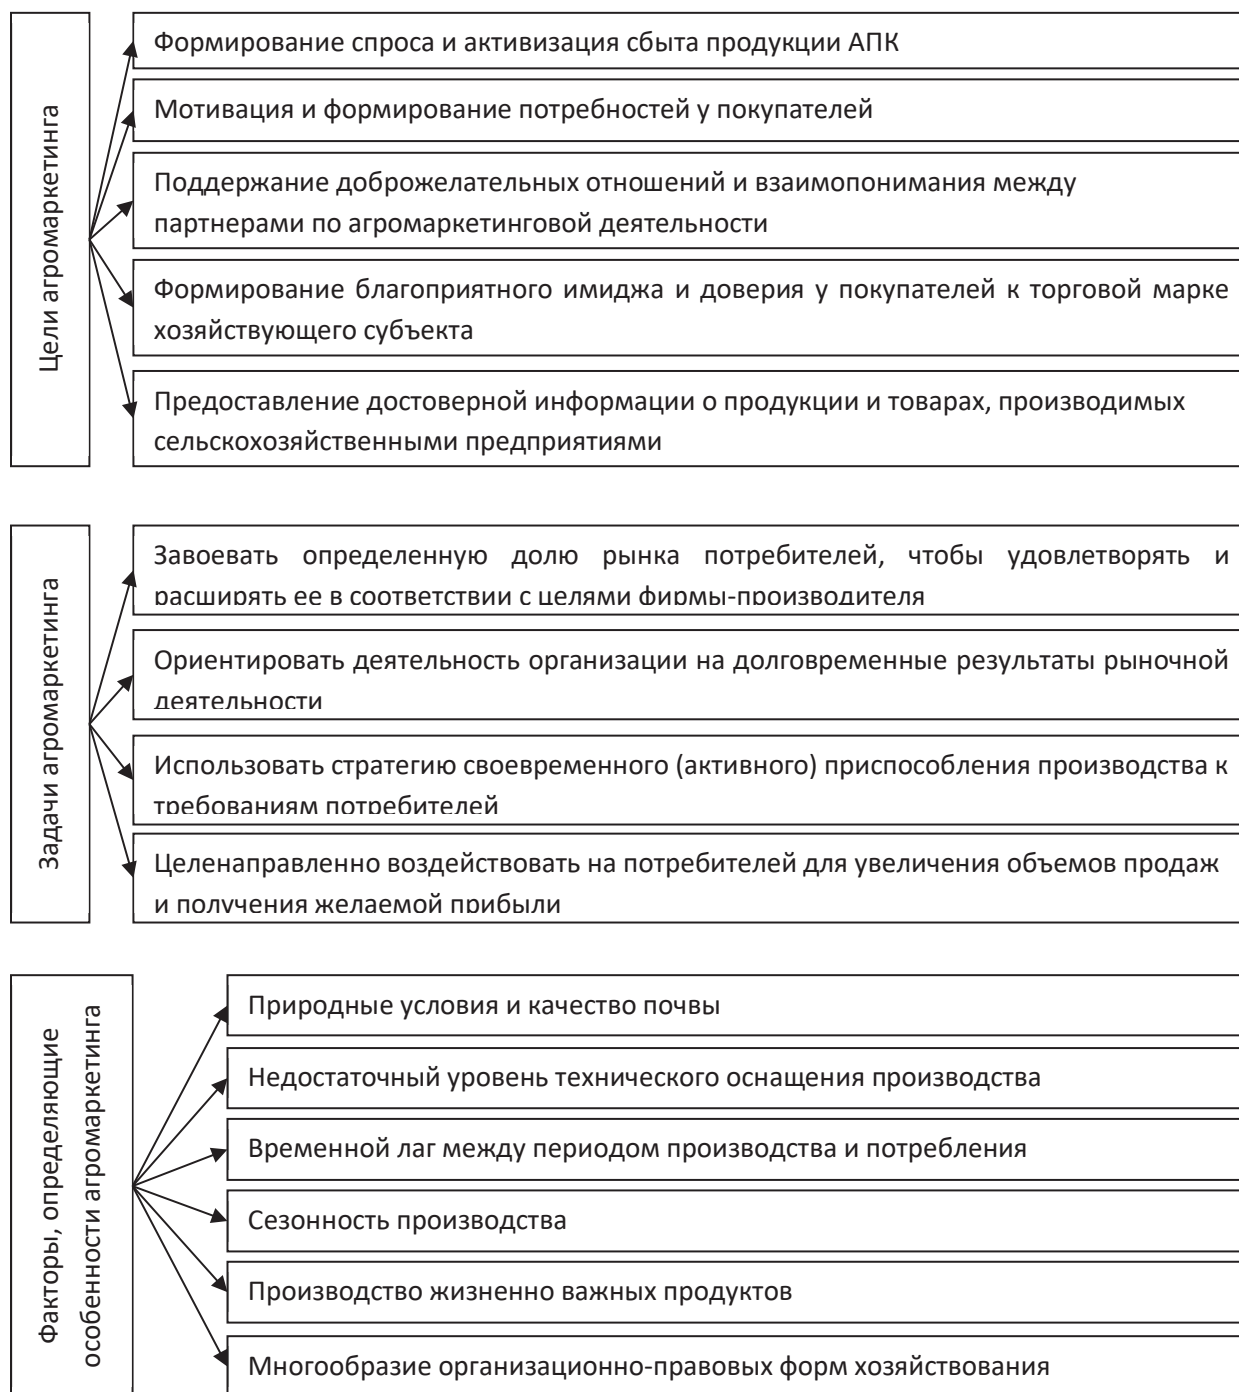 Цели агромаркетинга
Формирование спроса и активизация сбыта продукции АПК
Мотивация и формирование потребностей у покупателей
Поддержание доброжелательных отношений и взаимопонимания между
партнерами по агромаркетинговой деятельности
Формирование благоприятного имиджа и доверия у покупателей к торговой марке
хозяйствующего субъекта
Предоставление достоверной информации о продукции и товарах, производимых
сельскохозяйственными предприятиями
Задачи агромаркетинга
Завоевать определенную долю рынка потребителей, чтобы удовлетворять и
расширять ее в соответствии с целями фирмы-производителя
Ориентировать деятельность организации на долговременные результаты рыночной
деятельности
Использовать стратегию своевременного (активного) приспособления производства к
требованиям потребителей
Целенаправленно воздействовать на потребителей для увеличения объемов продаж
и получения желаемой прибыли
Факторы, определяющие
особенности агромаркетинга
Природные условия и качество почвы
Недостаточный уровень технического оснащения производства
Временной лаг между периодом производства и потребления
Сезонность производства
Производство жизненно важных продуктов
Многообразие организационно-правовых форм хозяйствования